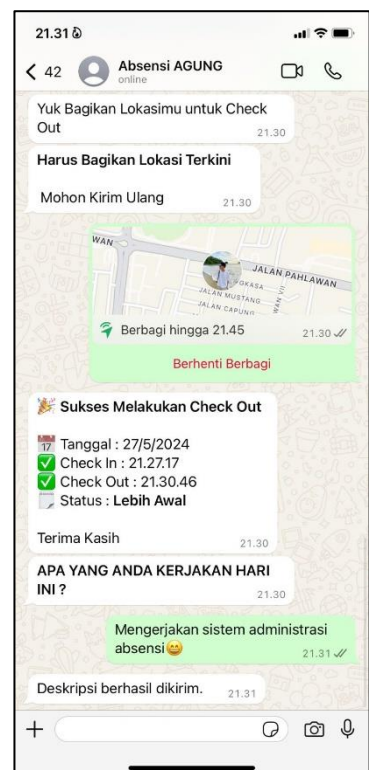 21.31
42
Absensi AGUNG
online
Yuk Bagikan Lokasimu untuk Check
Out
21.30
Harus Bagikan Lokasi Terkini
Mohon Kirim Ulang
21.30
WAN
JALAN PAHLAWAN
JALAN MUSTANG
JALAN CAPUNG
WAN VII
Berbagi hingga 21.45
21.30
Berhenti Berbagi
🎉 Sukses Melakukan Check Out
📅 Tanggal : 27/5/2024
✅ Check In : 21.27.17
✅ Check Out : 21.30.46
🗒️ Status : Lebih Awal
Terima Kasih
21.30
APA YANG ANDA KERJAKAN HARI
INI ?
21.30
Mengerjakan sistem administrasi
absensi😄
21.31
Deskripsi berhasil dikirim.
21.31